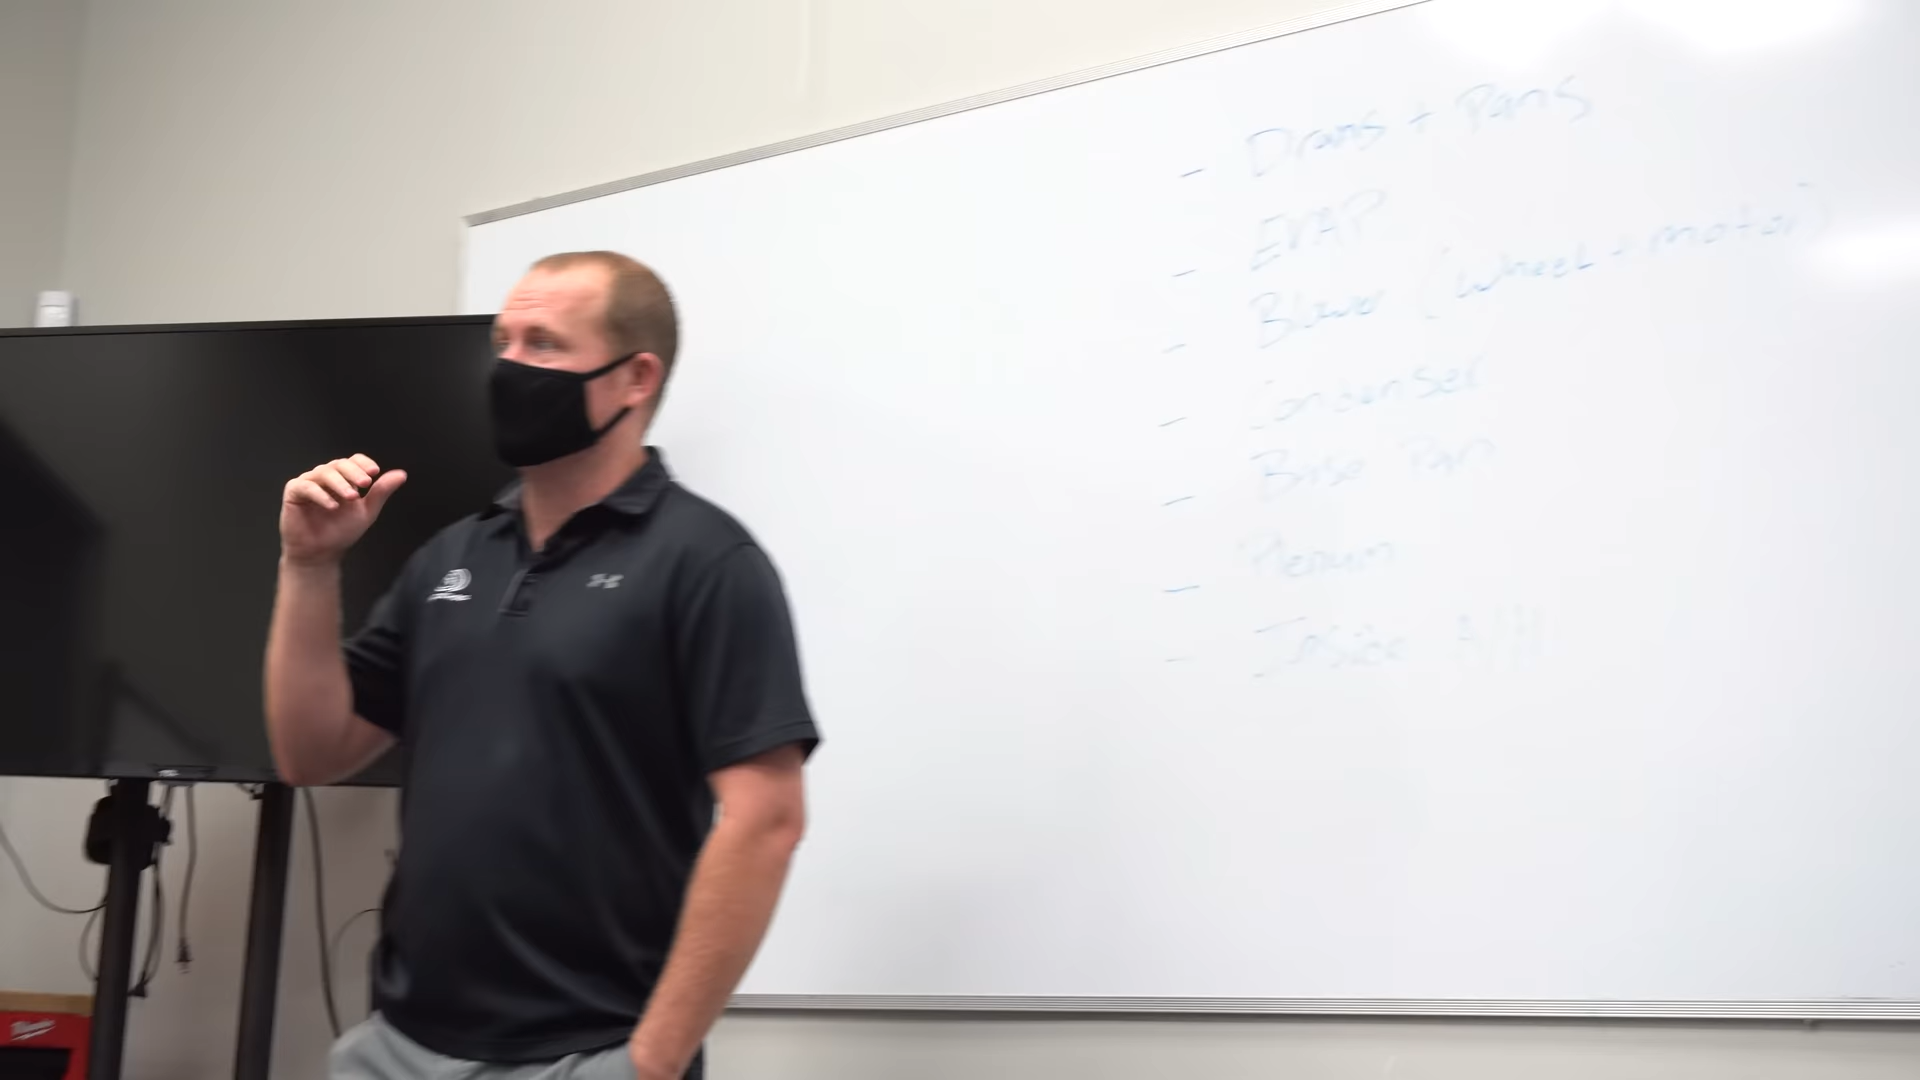 - Drains + Pans
- EVAP
- Blower (wheel + motor)
- Condenser
- Base Pan
- Plenum
- Inside A/H